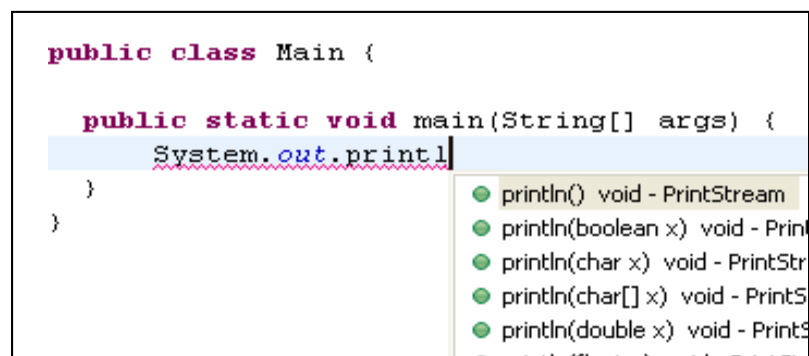 public class Main {
public static void main(String[] args) {
System.out.printl
}
}
println() void - PrintStream
println(boolean x) void - Print
println(char x) void - PrintStr
println(char[] x) void - PrintS
println(double x) void - PrintS